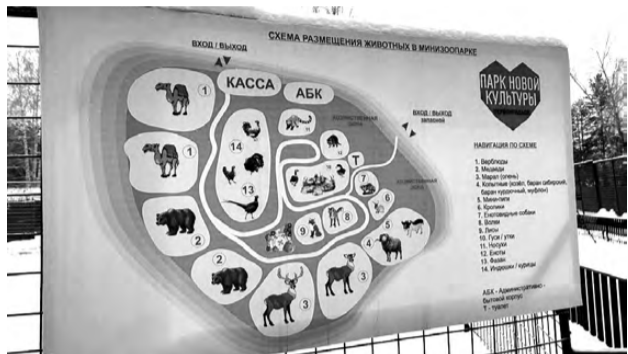 СХЕМА РАЗМЕЩЕНИЯ ЖИВОТНЫХ В МИНИЗООПАРКЕ
ВХОД / ВЫХОД
КАССА
АБК
ВХОД / ВЫХОД
ПАРК НОВОЙ
КУЛЬТУРЫ
НАВИГАЦИЯ ПО СХЕМЕ
1. Верблюды
2. Медведи
3. Марал (олень)
4. Копытные (козёл, баран сибирский,
баран курдючный, муфлон)
5. Мини-пиги
6. Кролики
7. Енотовидные собаки
8. Волки
9. Лисы
10. Гуси / утки
11. Носухи
12. Еноты
13. Фазан
14. Индюшки / курицы
АБК - Административно -
Бытовой корпус
Т - туалет
1
1
2
2
3
3
4
5
6
7
8
9
13
14
Т